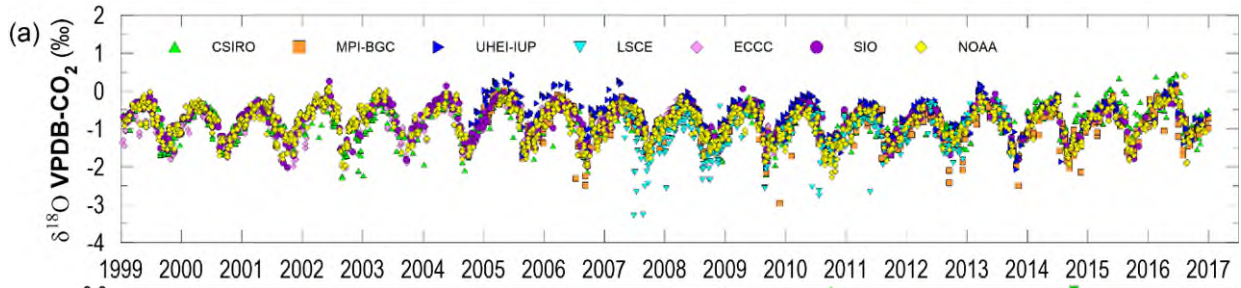 (a)
2
1
0
-1
-2
-3
-4
δ¹⁸O VPDB-CO₂ (‰)
CSIRO MPI-BGC UHEI-IUP LSCE ECCC SIO NOAA
1999 2000 2001 2002 2003 2004 2005 2006 2007 2008 2009 2010 2011 2012 2013 2014 2015 2016 2017